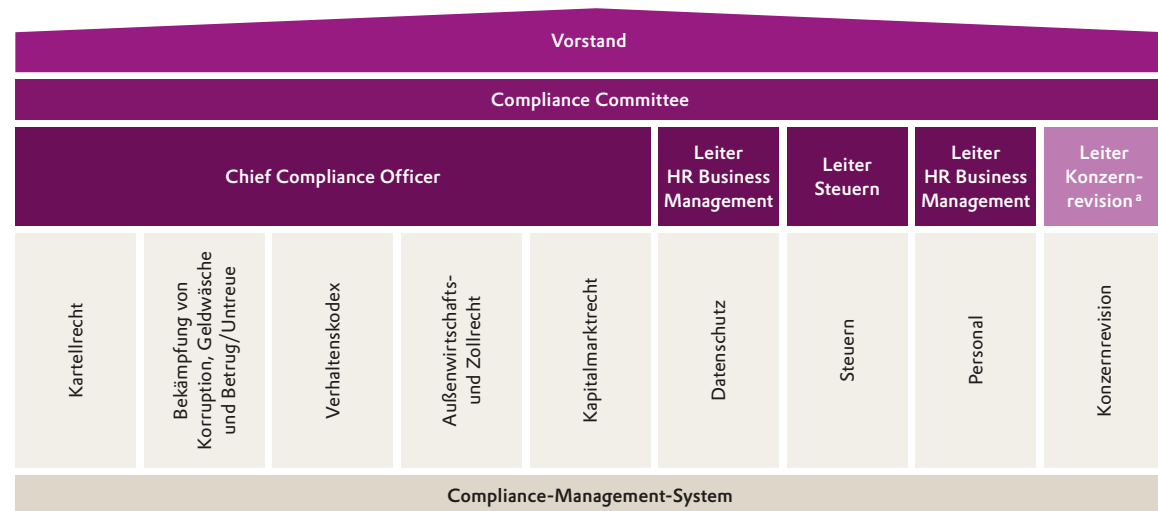 Vorstand
Compliance Committee
Chief Compliance Officer
Leiter
HR Business
Management
Leiter
Steuern
Leiter
HR Business
Management
Leiter
Konzern-
revision a
Kartellrecht
Bekämpfung von
Korruption, Geldwäsche
und Betrug/Untreue
Verhaltenskodex
Außenwirtschafts-
und Zollrecht
Kapitalmarktrecht
Datenschutz
Steuern
Personal
Konzernrevision
Compliance-Management-System